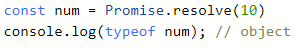 const num = Promise.resolve(10)
console.log(typeof num); // object